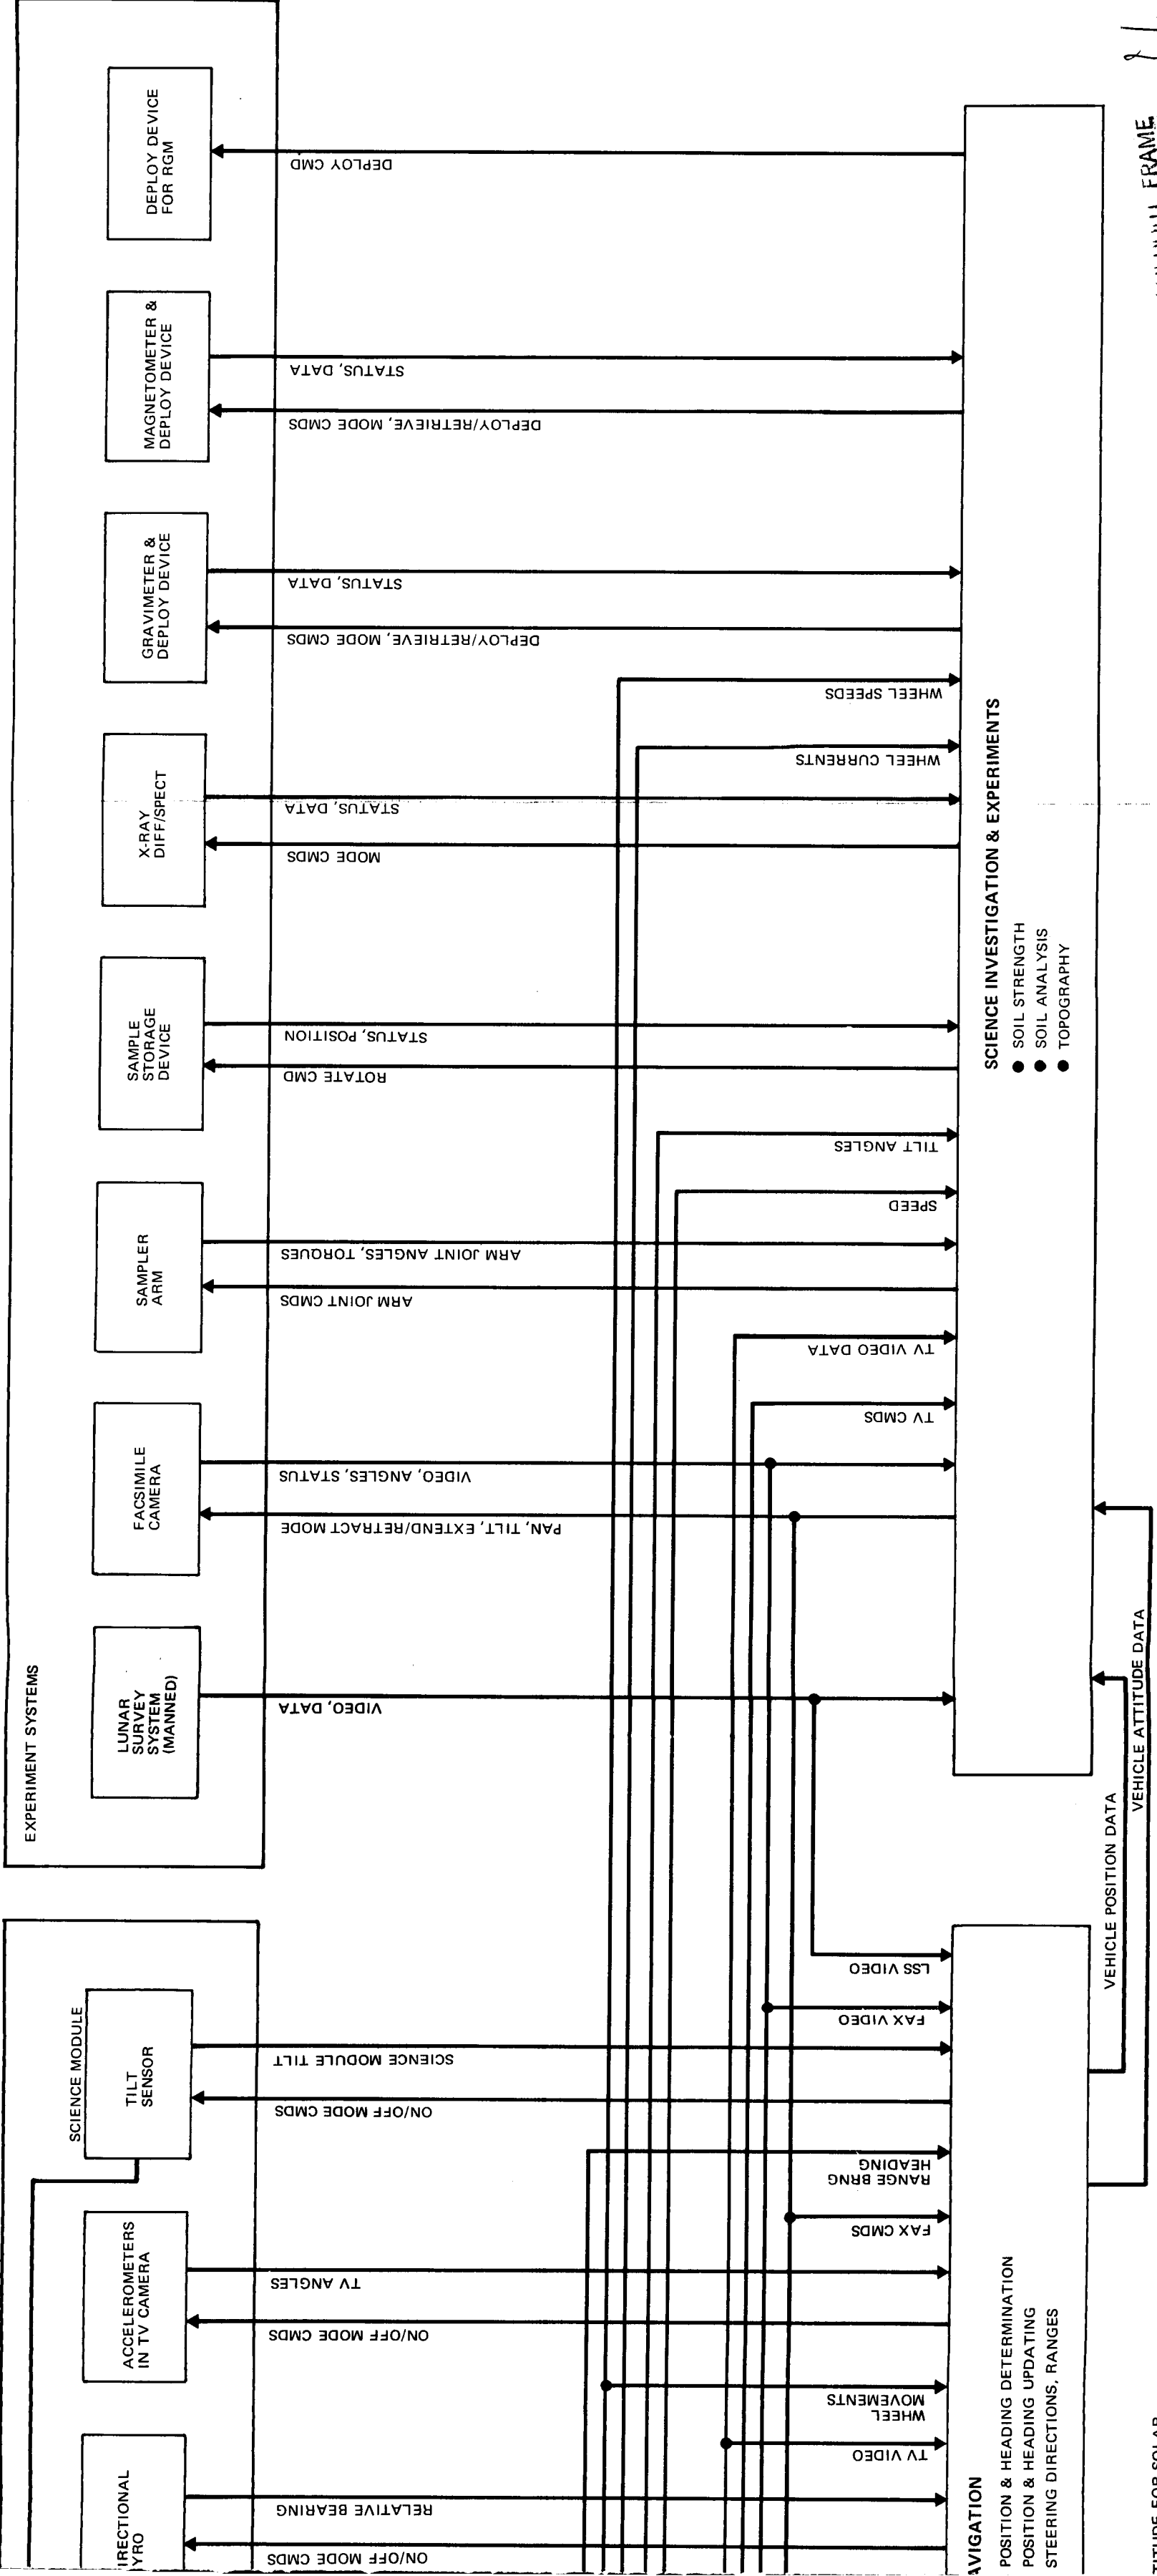 EXPERIMENT SYSTEMS
LUNAR
SURVEY
SYSTEM
(MANNED)
FACSIMILE
CAMERA
SAMPLER
ARM
SAMPLE
STORAGE
DEVICE
X-RAY
DIFF/SPECT
GRAVIMETER &
DEPLOY DEVICE
MAGNETOMETER &
DEPLOY DEVICE
DEPLOY DEVICE
FOR RGM
SCIENCE MODULE
TILT
SENSOR
ACCELEROMETERS
IN TV CAMERA
IRECTIONAL
YRO
ON/OFF MODE CMDS
RELATIVE BEARING
ON/OFF MODE CMDS
TV ANGLES
ON/OFF MODE CMDS
SCIENCE MODULE TILT
VIDEO, DATA
PAN, TILT, EXTEND/RETRACT MODE
VIDEO, ANGLES, STATUS
ARM JOINT CMDS
ARM JOINT ANGLES, TORQUES
ROTATE CMD
STATUS, POSITION
MODE CMDS
STATUS, DATA
DEPLOY/RETRIEVE, MODE CMDS
STATUS, DATA
DEPLOY/RETRIEVE, MODE CMDS
STATUS, DATA
DEPLOY CMD
TV VIDEO
WHEEL
MOVEMENTS
FAX CMDS
RANGE BRNG
HEADING
FAX VIDEO
LSS VIDEO
TV CMDS
TV VIDEO DATA
SPEED
TILT ANGLES
WHEEL CURRENTS
WHEEL SPEEDS
AVIGATION
POSITION & HEADING DETERMINATION
POSITION & HEADING UPDATING
STEERING DIRECTIONS, RANGES
SCIENCE INVESTIGATION & EXPERIMENTS
● SOIL STRENGTH
● SOIL ANALYSIS
● TOPOGRAPHY
VEHICLE POSITION DATA
VEHICLE ATTITUDE DATA
TITUDE FOR SOLAR
FRAME
2